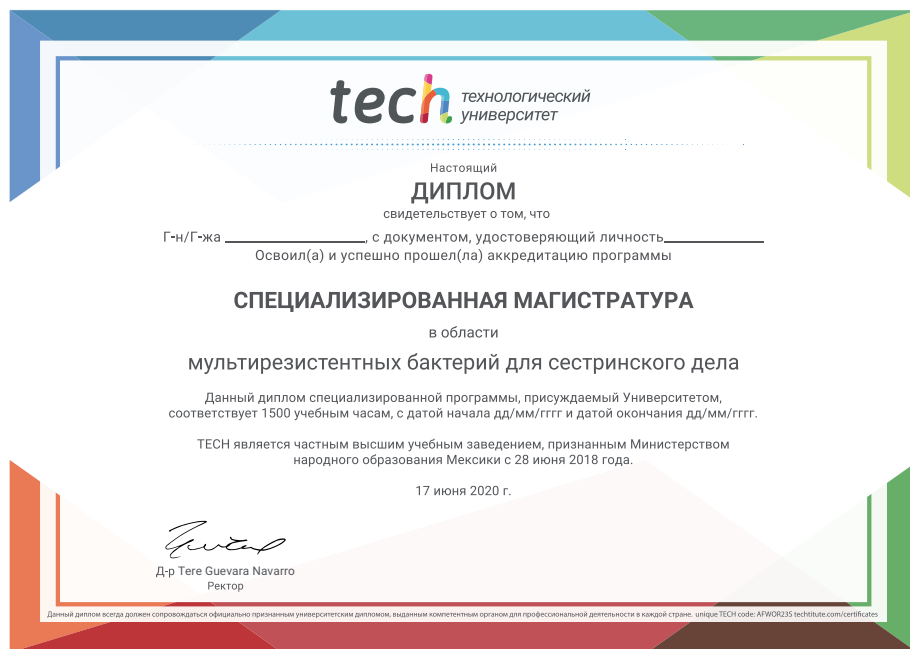 tech технологический
университет
Настоящий
ДИПЛОМ
свидетельствует о том, что
Г-н/Г-жа ____________, с документом, удостоверяющий личность____________
Освоил(а) и успешно прошел(ла) аккредитацию программы
СПЕЦИАЛИЗИРОВАННАЯ МАГИСТРАТУРА
в области
мультирезистентных бактерий для сестринского дела
Данный диплом специализированной программы, присуждаемый Университетом,
соответствует 1500 учебным часам, с датой начала дд/мм/гггг и датой окончания дд/мм/гггг.
TECH является частным высшим учебным заведением, признанным Министерством
народного образования Мексики с 28 июня 2018 года.
17 июня 2020 г.
Д-р Tere Guevara Navarro
Ректор
Данный диплом всегда должен сопровождаться официально признанным университетским дипломом, выданным компетентным органом для профессиональной деятельности в каждой стране. unique TECH code: AFWOR23S techtitute.com/certificates